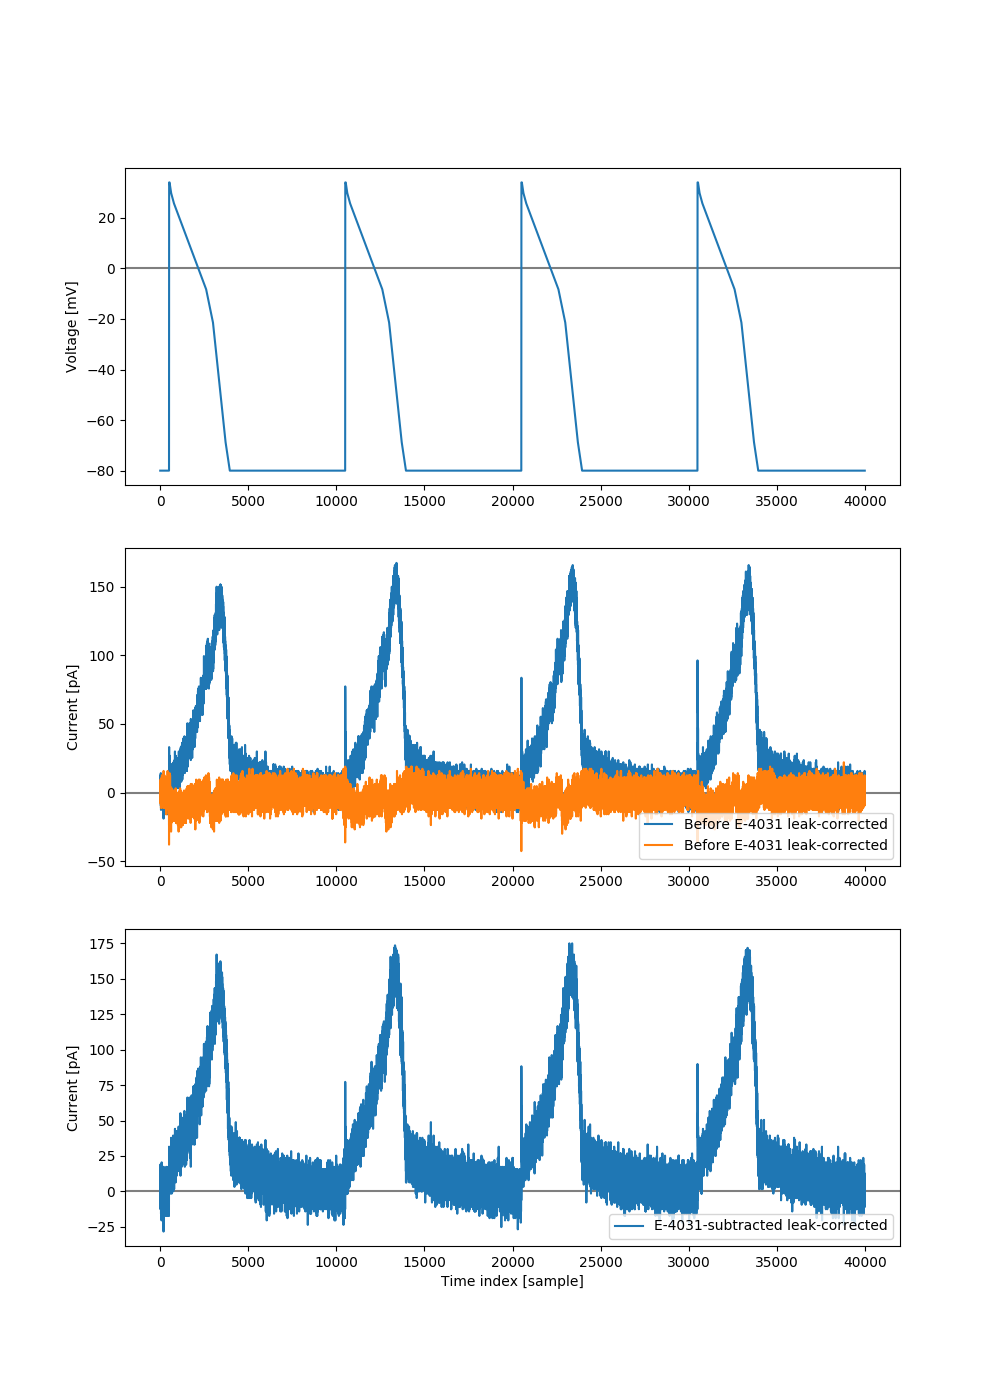 20
0
−20
−40
−60
−80
Voltage [mV]
0 5000 10000 15000 20000 25000 30000 35000 40000
150
100
50
0
−50
Current [pA]
Before E-4031 leak-corrected
Before E-4031 leak-corrected
0 5000 10000 15000 20000 25000 30000 35000 40000
175
150
125
100
75
50
25
0
−25
Current [pA]
E-4031-subtracted leak-corrected
0 5000 10000 15000 20000 25000 30000 35000 40000
Time index [sample]